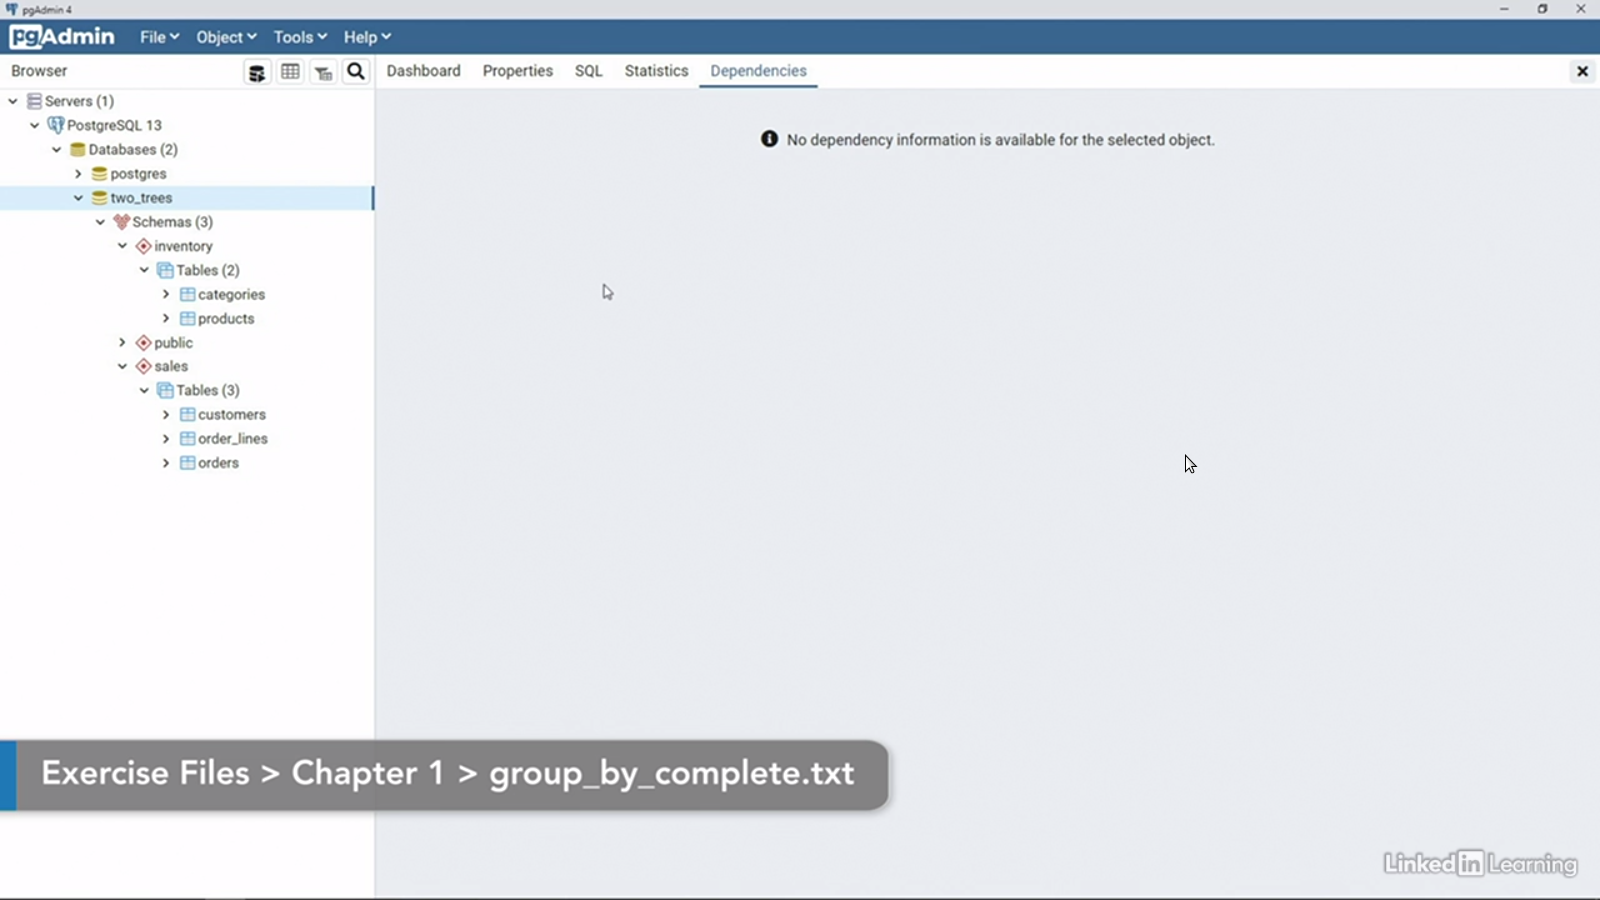 pgAdmin 4
pgAdmin File Object Tools Help
Browser
Dashboard Properties SQL Statistics Dependencies
Servers (1)
PostgreSQL 13
Databases (2)
postgres
two_trees
Schemas (3)
inventory
Tables (2)
categories
products
public
sales
Tables (3)
customers
order_lines
orders
No dependency information is available for the selected object.
Exercise Files > Chapter 1 > group_by_complete.txt
Linked in Learning